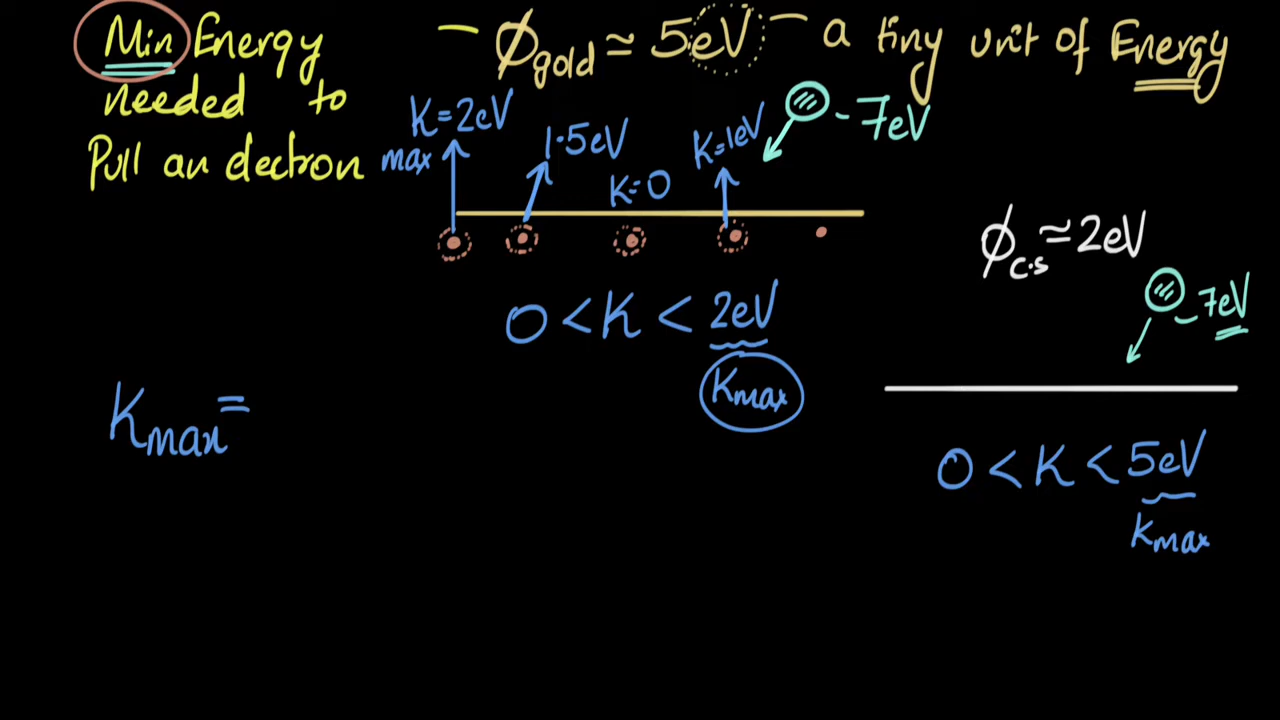 Min Energy
needed to
Pull an electron
– ϕgold ≃ 5eV – a tiny unit of Energy
K=2eV
max
1.5eV
K=0
K=1eV
- 7eV
0 < K < 2eV
Kmax
ϕC.S ≃ 2eV
- 7eV
0 < K < 5eV
Kmax
Kmax =